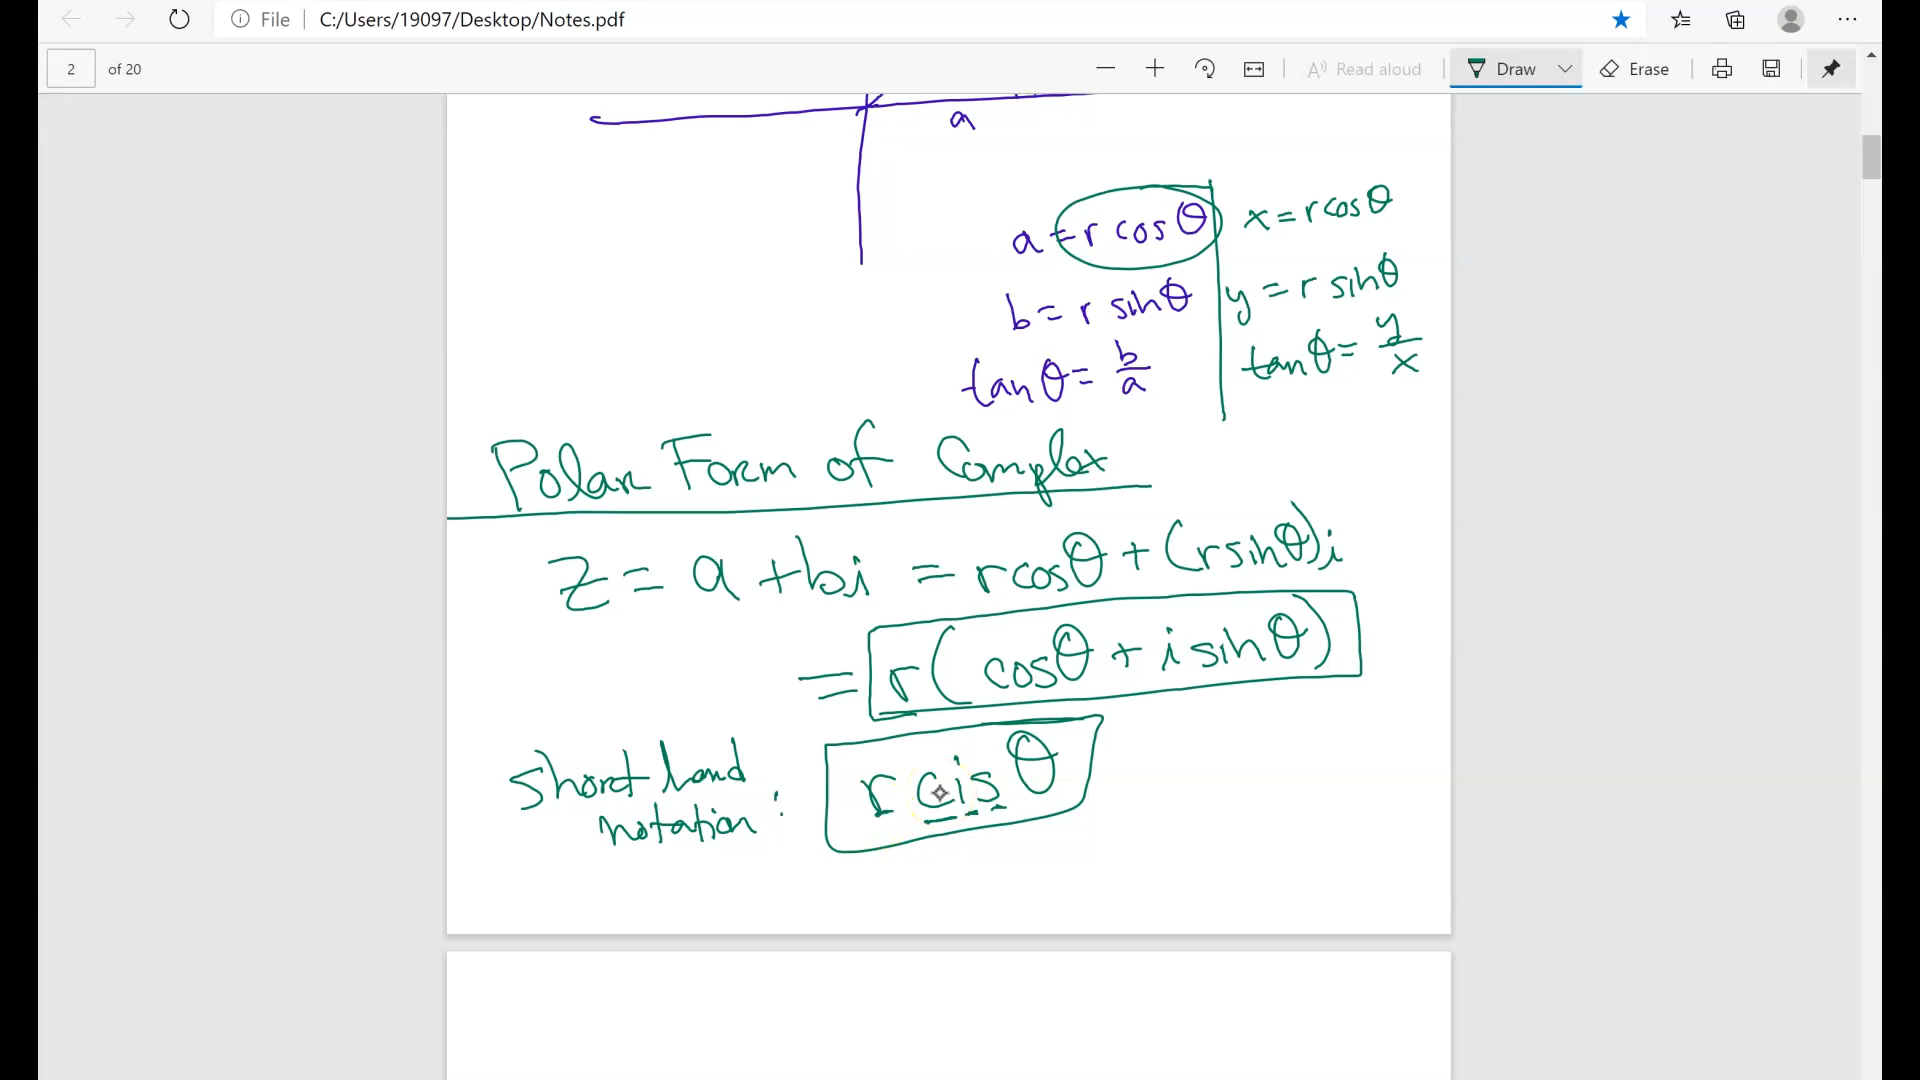 File C:/Users/19097/Desktop/Notes.pdf
2 of 20 Read aloud Draw Erase
a
a = r cos θ x = r cos θ
b = r sin θ y = r sin θ
tan θ = b/a tan θ = y/x
Polar Form of Complex
z = a + bi = r cos θ + (r sin θ) i
= r ( cos θ + i sin θ )
short hand r cis θ
notation :